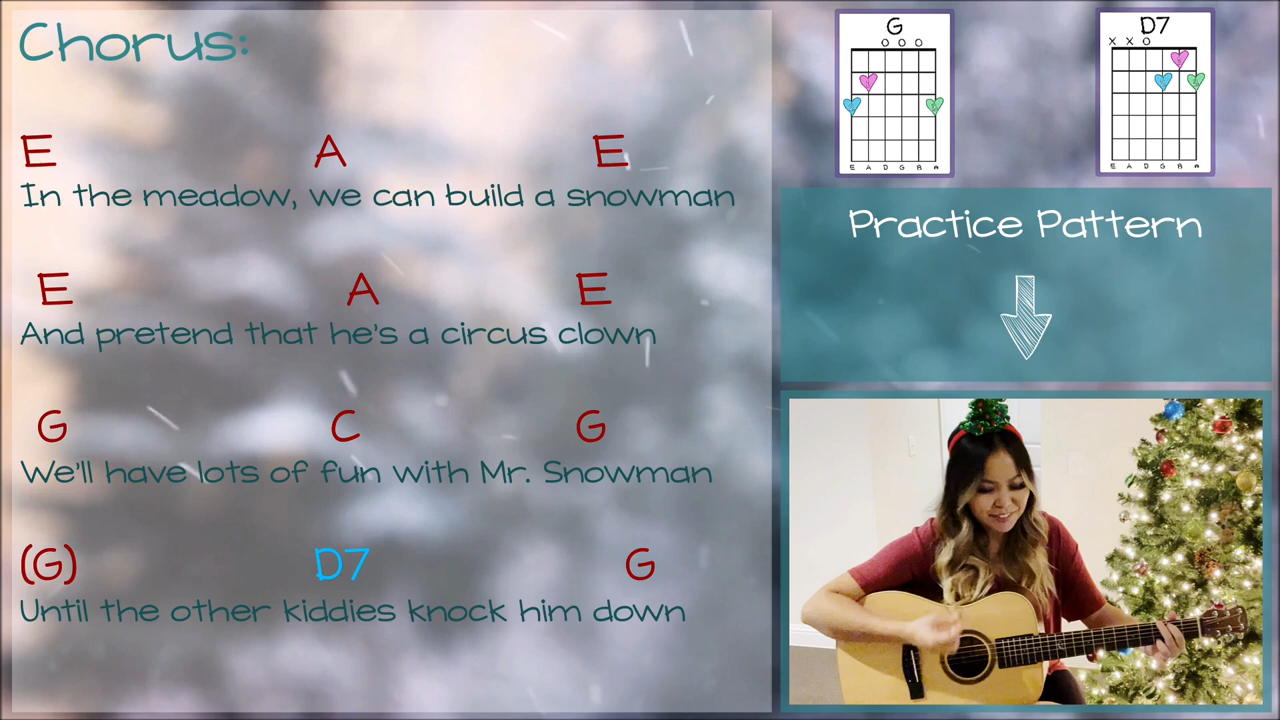 Chorus:
E A E
In the meadow, we can build a snowman
E A E
And pretend that he's a circus clown
G C G
We'll have lots of fun with Mr. Snowman
(G) D7 G
Until the other kiddies knock him down
G
O O O
E A D G B
D7
X X O
E A D G B
Practice Pattern